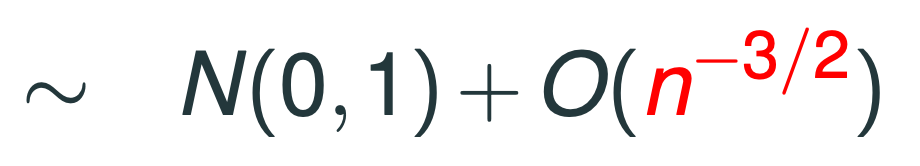 ∼ N(0, 1) + O(n^{−3/2})